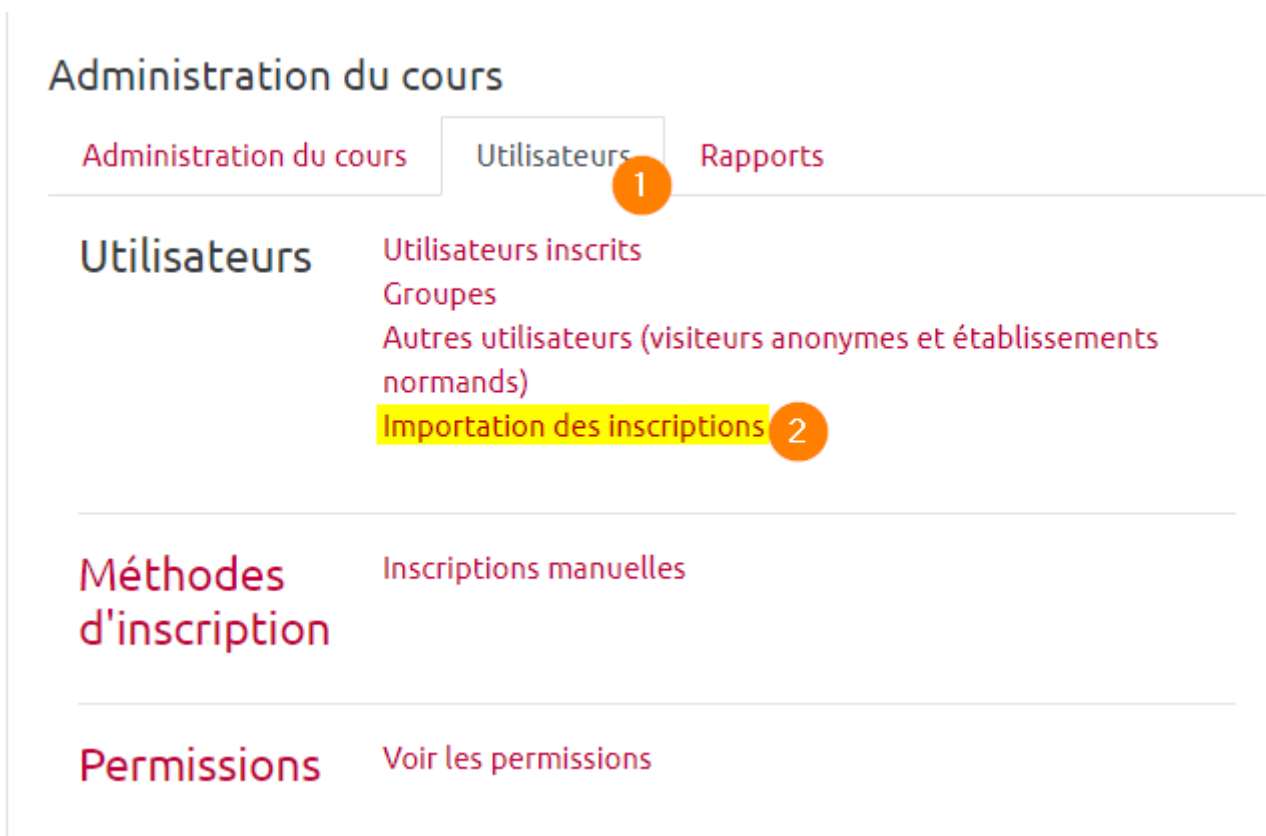 Administration du cours
Administration du cours Utilisateurs Rapports
1
Utilisateurs
Utilisateurs inscrits
Groupes
Autres utilisateurs (visiteurs anonymes et établissements
normands)
Importation des inscriptions 2
Méthodes
d'inscription
Inscriptions manuelles
Permissions
Voir les permissions